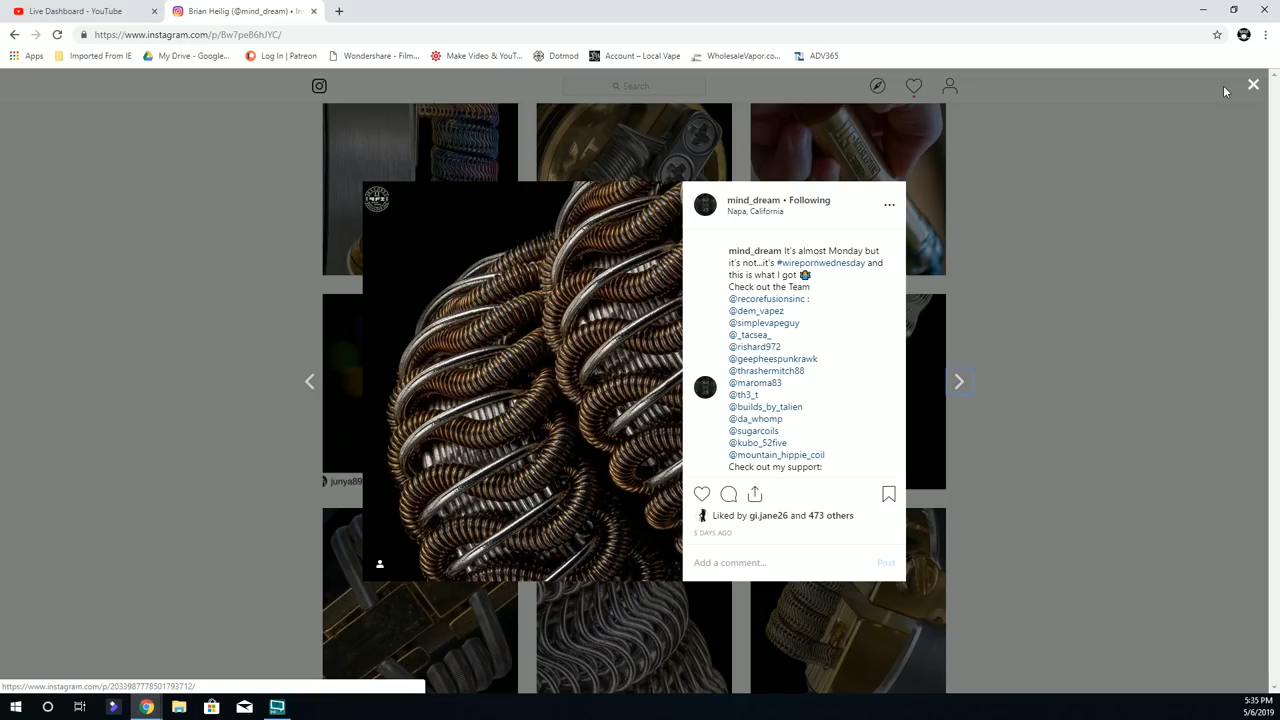 Live Dashboard - YouTube
Brian Heilig (@mind_dream) • In
https://www.instagram.com/p/Bw7peB6hJYC/
Apps
Imported From IE
My Drive - Google...
Log In | Patreon
Wondershare - Film...
Make Video & YouT...
Dotmod
Account – Local Vape
WholesaleVapor.co...
ADV365
Search
mind_dream • Following
Napa, California
mind_dream It's almost Monday but
it's not...it's #wirepornwednesday and
this is what I got
Check out the Team
@recorefusionsinc :
@dem_vapez
@simplevapeguy
@_tacsea_
@rishard972
@geepheespunkrawk
@thrashermitch88
@maroma83
@th3_t
@builds_by_talien
@da_whomp
@sugarcoils
@kubo_52five
@mountain_hippie_coil
Check out my support:
junya89
Liked by gi.jane26 and 473 others
5 DAYS AGO
Add a comment...
Post
https://www.instagram.com/p/2033987778501793712/
5:35 PM
5/6/2019